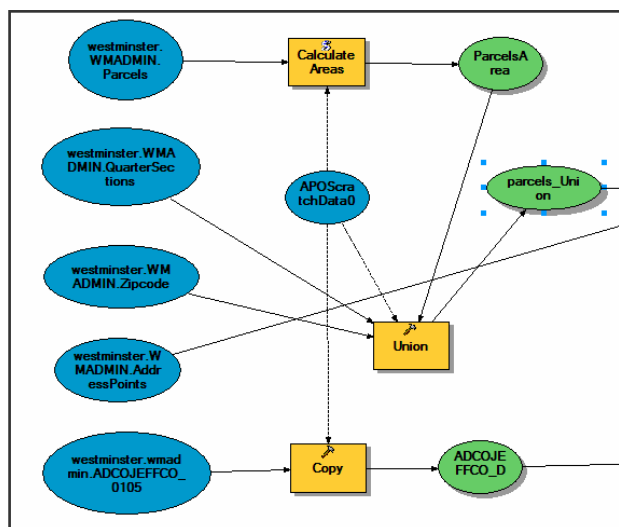 westminster.
WMADMIN.
Parcels
Calculate
Areas
ParcelsA
rea
westminster.WMA
DMIN.QuarterSec
tions
APOScra
tchData0
parcels_Uni
on
westminster.WM
ADMIN.Zipcode
Union
westminster.W
MADMIN.Addr
essPoints
westminster.wmad
min.ADCOJEFFCO_
0105
Copy
ADCOJE
FFCO_D